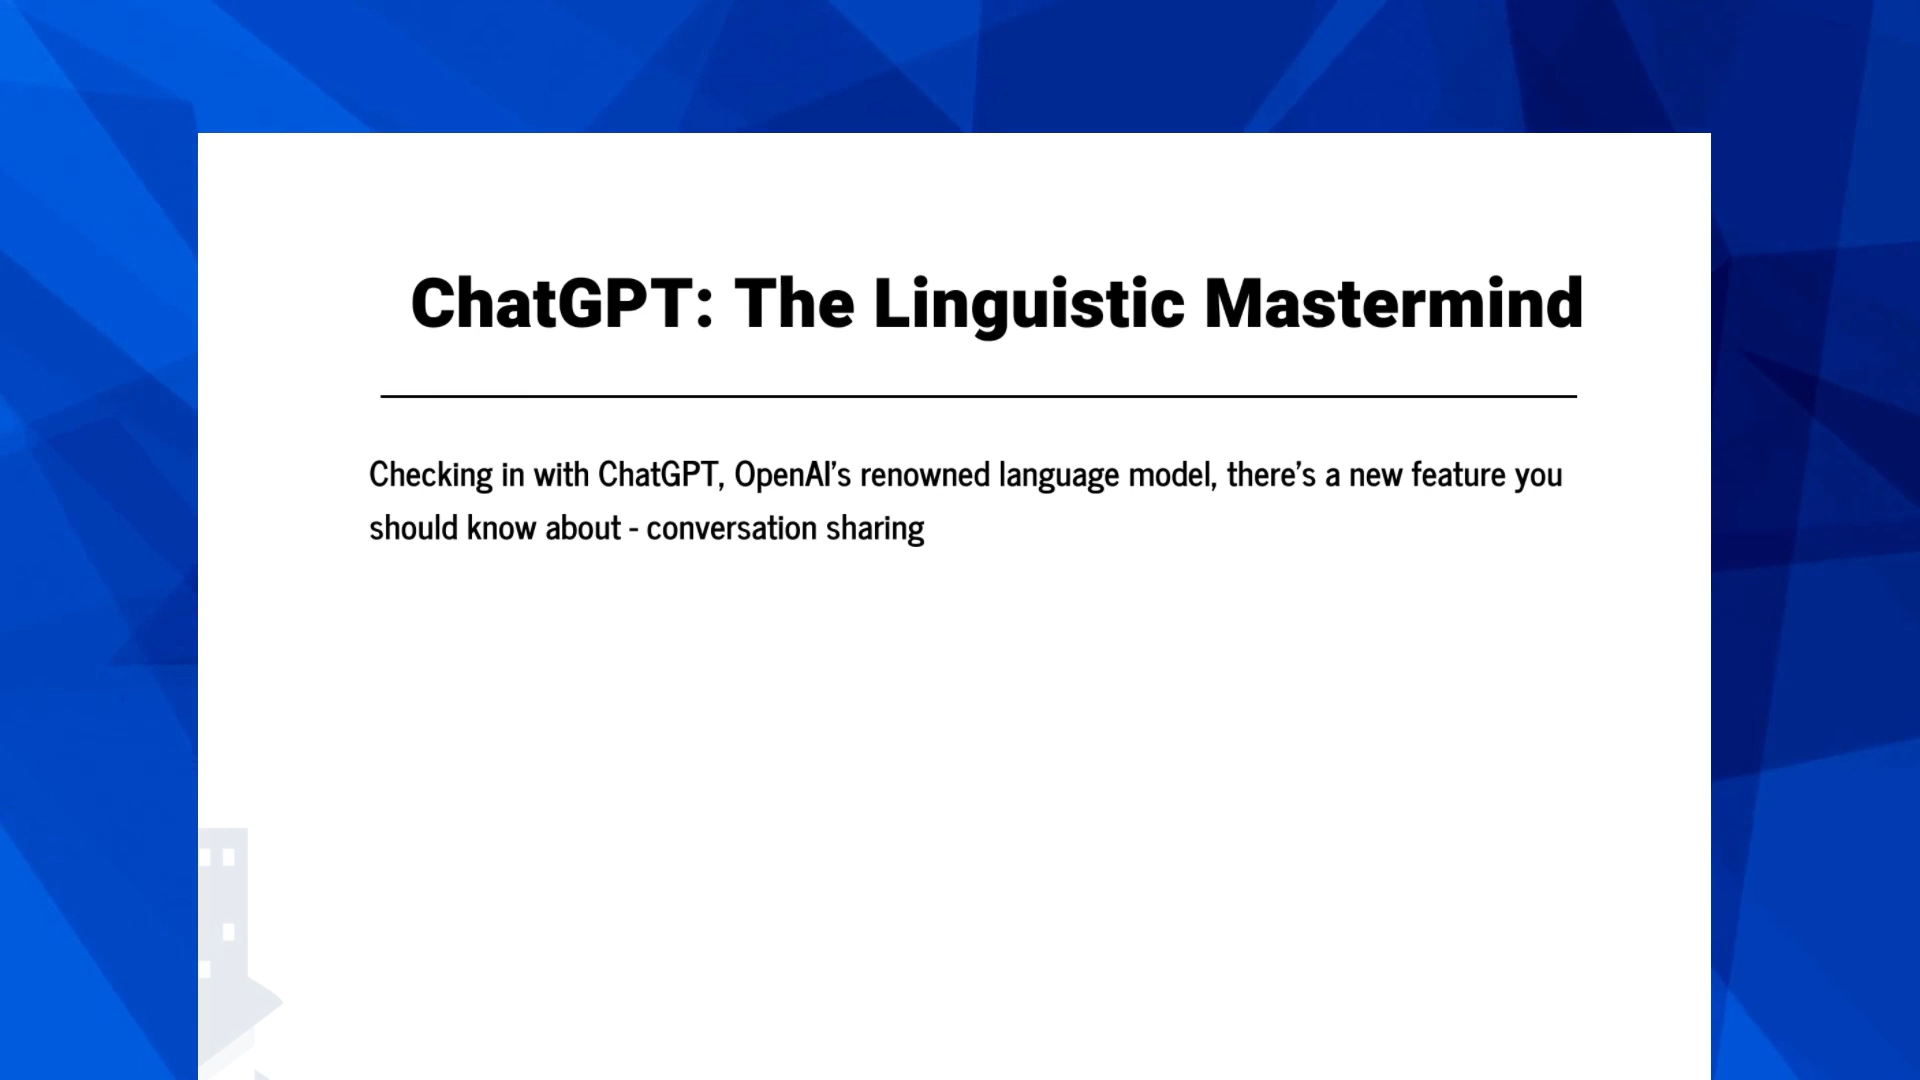 ChatGPT: The Linguistic Mastermind
Checking in with ChatGPT, OpenAI’s renowned language model, there’s a new feature you
should know about - conversation sharing